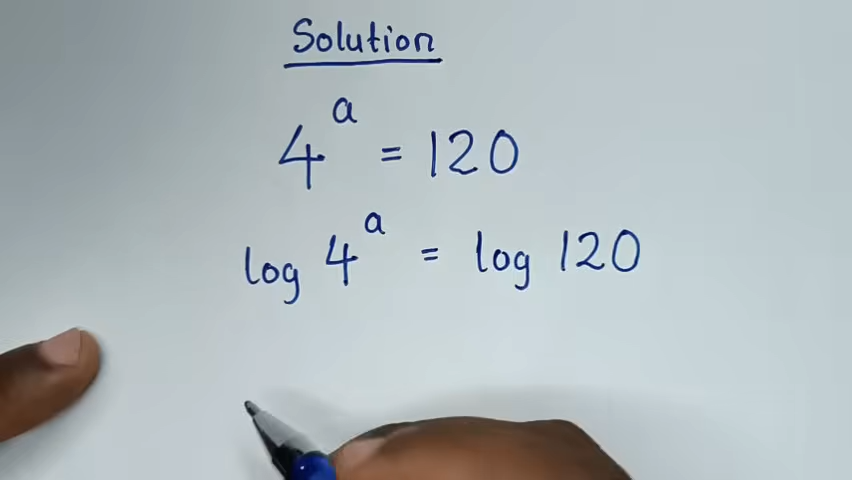 Solution
4^a = 120
log 4^a = log 120